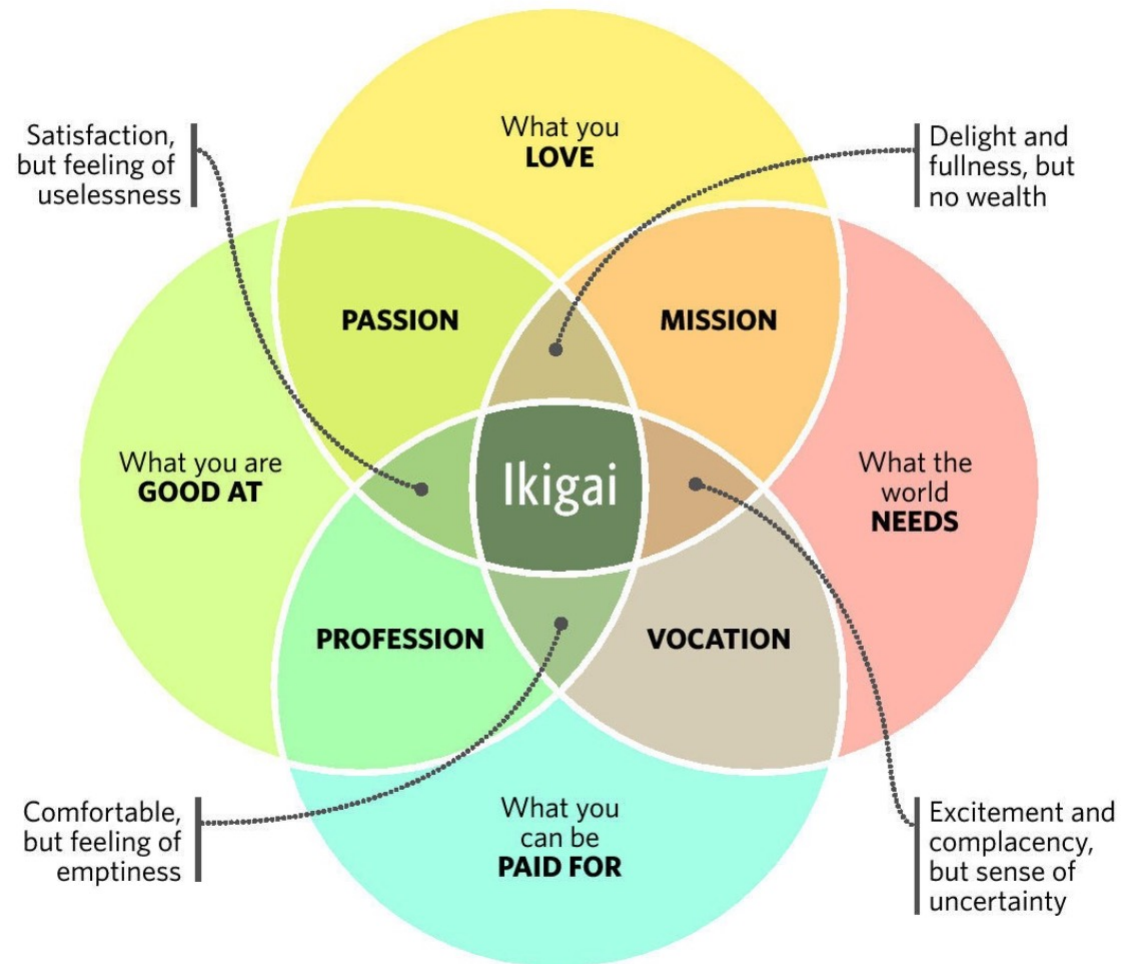 What you
LOVE
Satisfaction,
but feeling of
uselessness
Delight and
fullness, but
no wealth
PASSION
MISSION
What you are
GOOD AT
Ikigai
What the
world
NEEDS
PROFESSION
VOCATION
Comfortable,
but feeling of
emptiness
What you
can be
PAID FOR
Excitement and
complacency,
but sense of
uncertainty